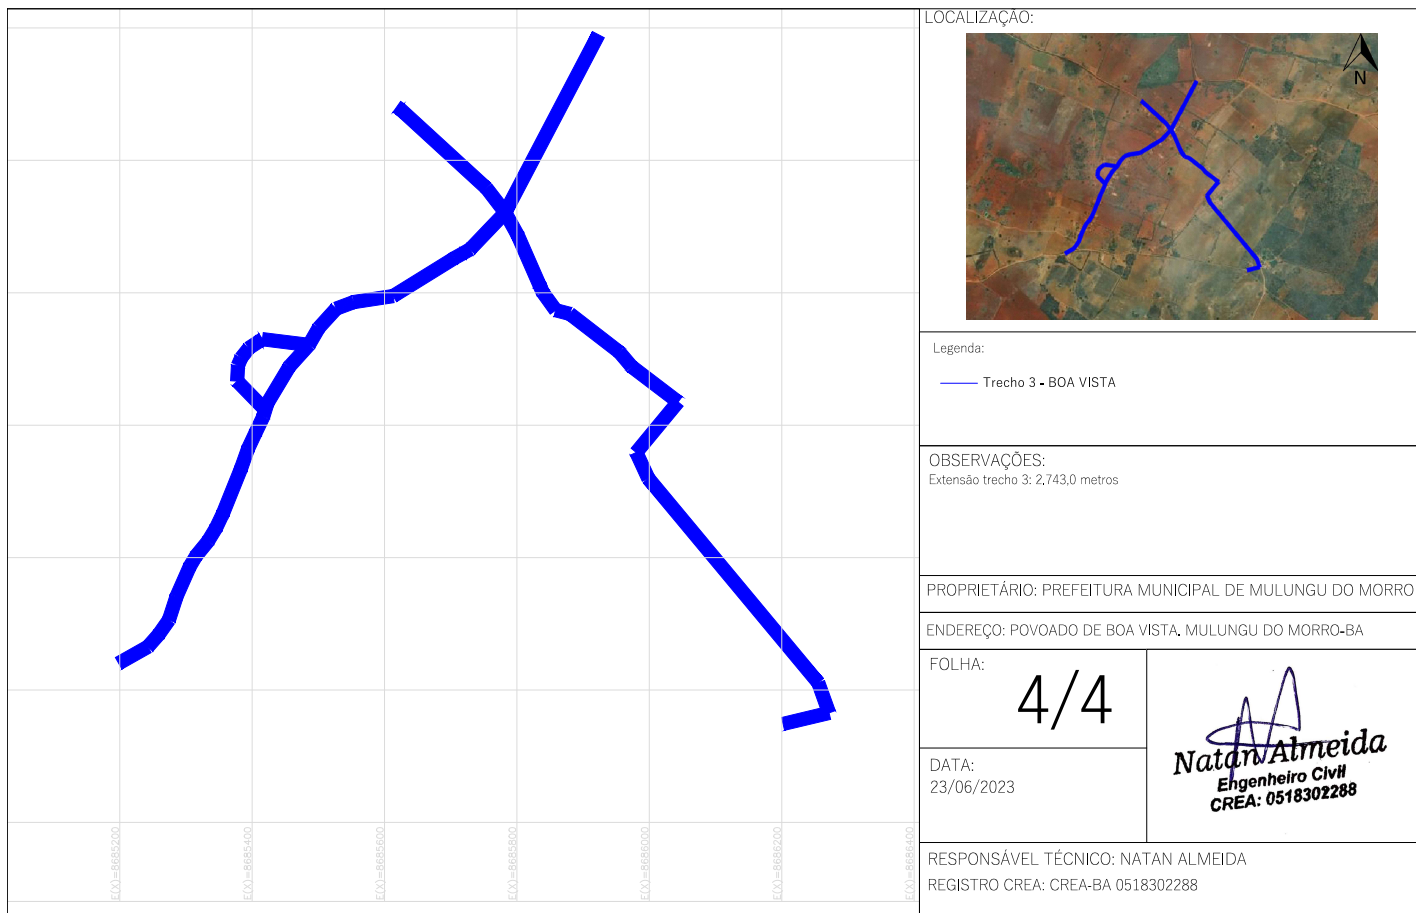 LOCALIZAÇÃO:
N
Legenda:
Trecho 3 - BOA VISTA
OBSERVAÇÕES:
Extensão trecho 3: 2,743,0 metros
PROPRIETÁRIO: PREFEITURA MUNICIPAL DE MULUNGU DO MORRO
ENDEREÇO: POVOADO DE BOA VISTA, MULUNGU DO MORRO-BA
FOLHA:
4/4
DATA:
23/06/2023
Natan Almeida
Engenheiro Civil
CREA: 0518302288
RESPONSÁVEL TÉCNICO: NATAN ALMEIDA
REGISTRO CREA: CREA-BA 0518302288
E(X)=8685200
E(X)=8685400
E(X)=8685600
E(X)=8685800
E(X)=8686000
E(X)=8686200
E(X)=8686400